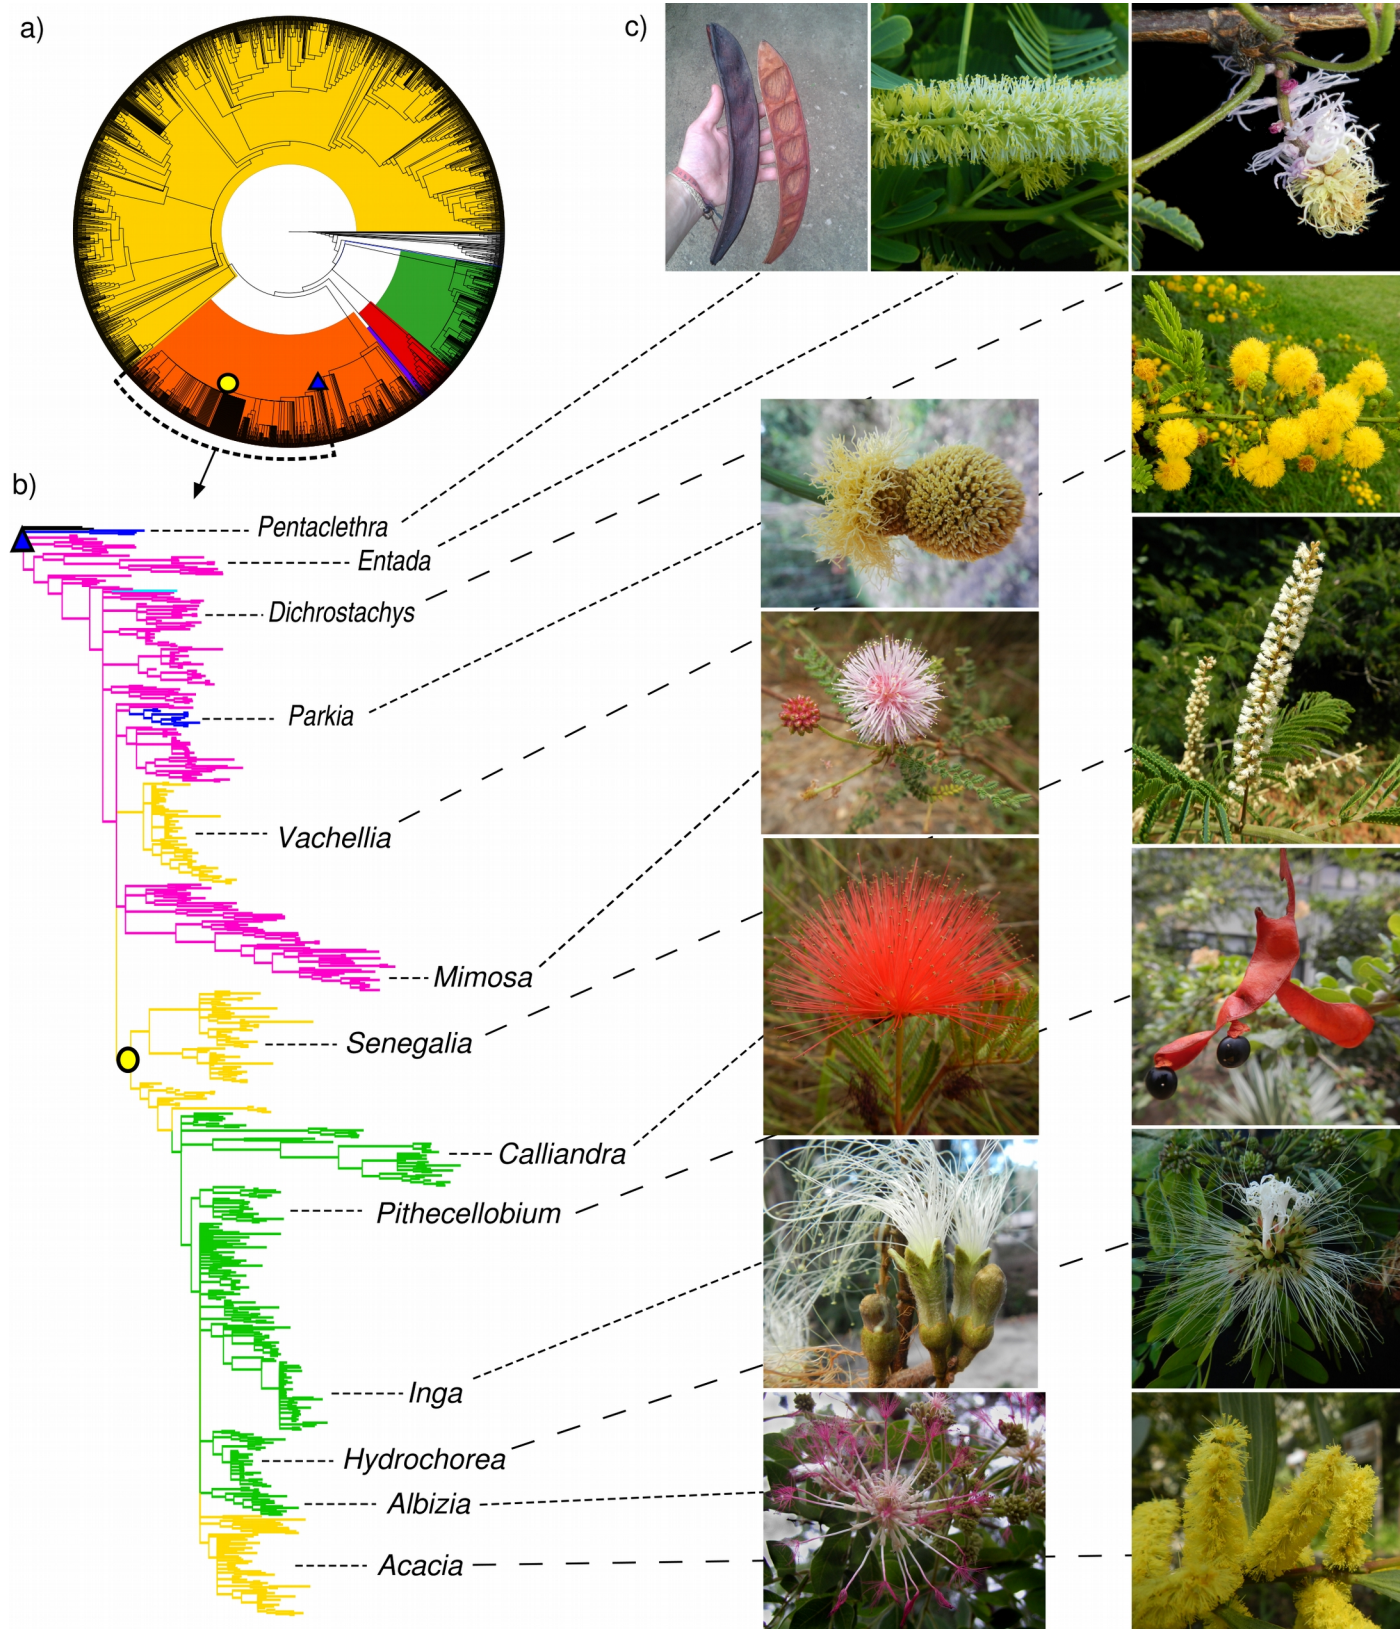 a)
c)
b)
Pentaclethra
Entada
Dichrostachys
Parkia
Vachellia
Mimosa
Senegalia
Calliandra
Pithecellobium
Inga
Hydrochorea
Albizia
Acacia